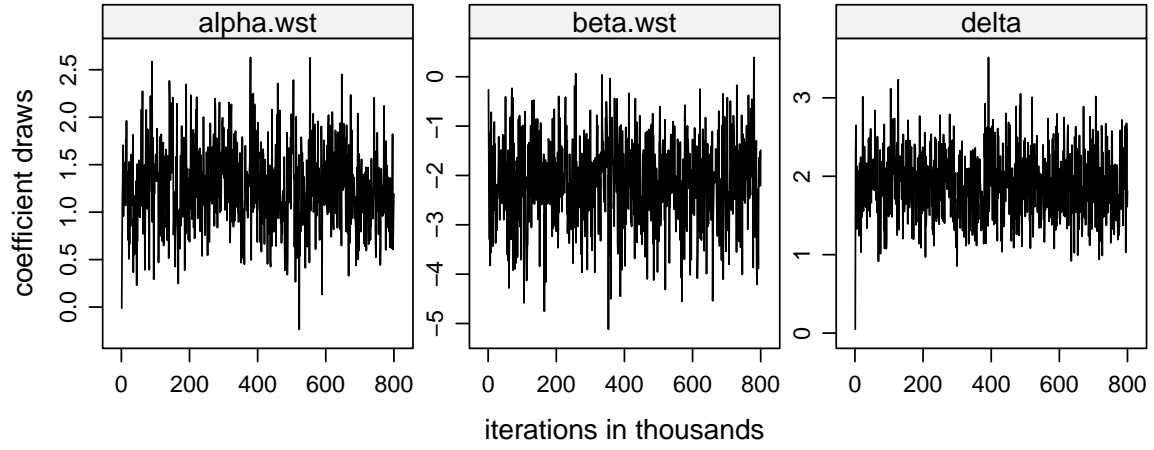 alpha.wst
beta.wst
delta
coefficient draws
0.0 0.5 1.0 1.5 2.0 2.5
−5 −4 −3 −2 −1 0
0 1 2 3
0 200 400 600 800
0 200 400 600 800
0 200 400 600 800
iterations in thousands